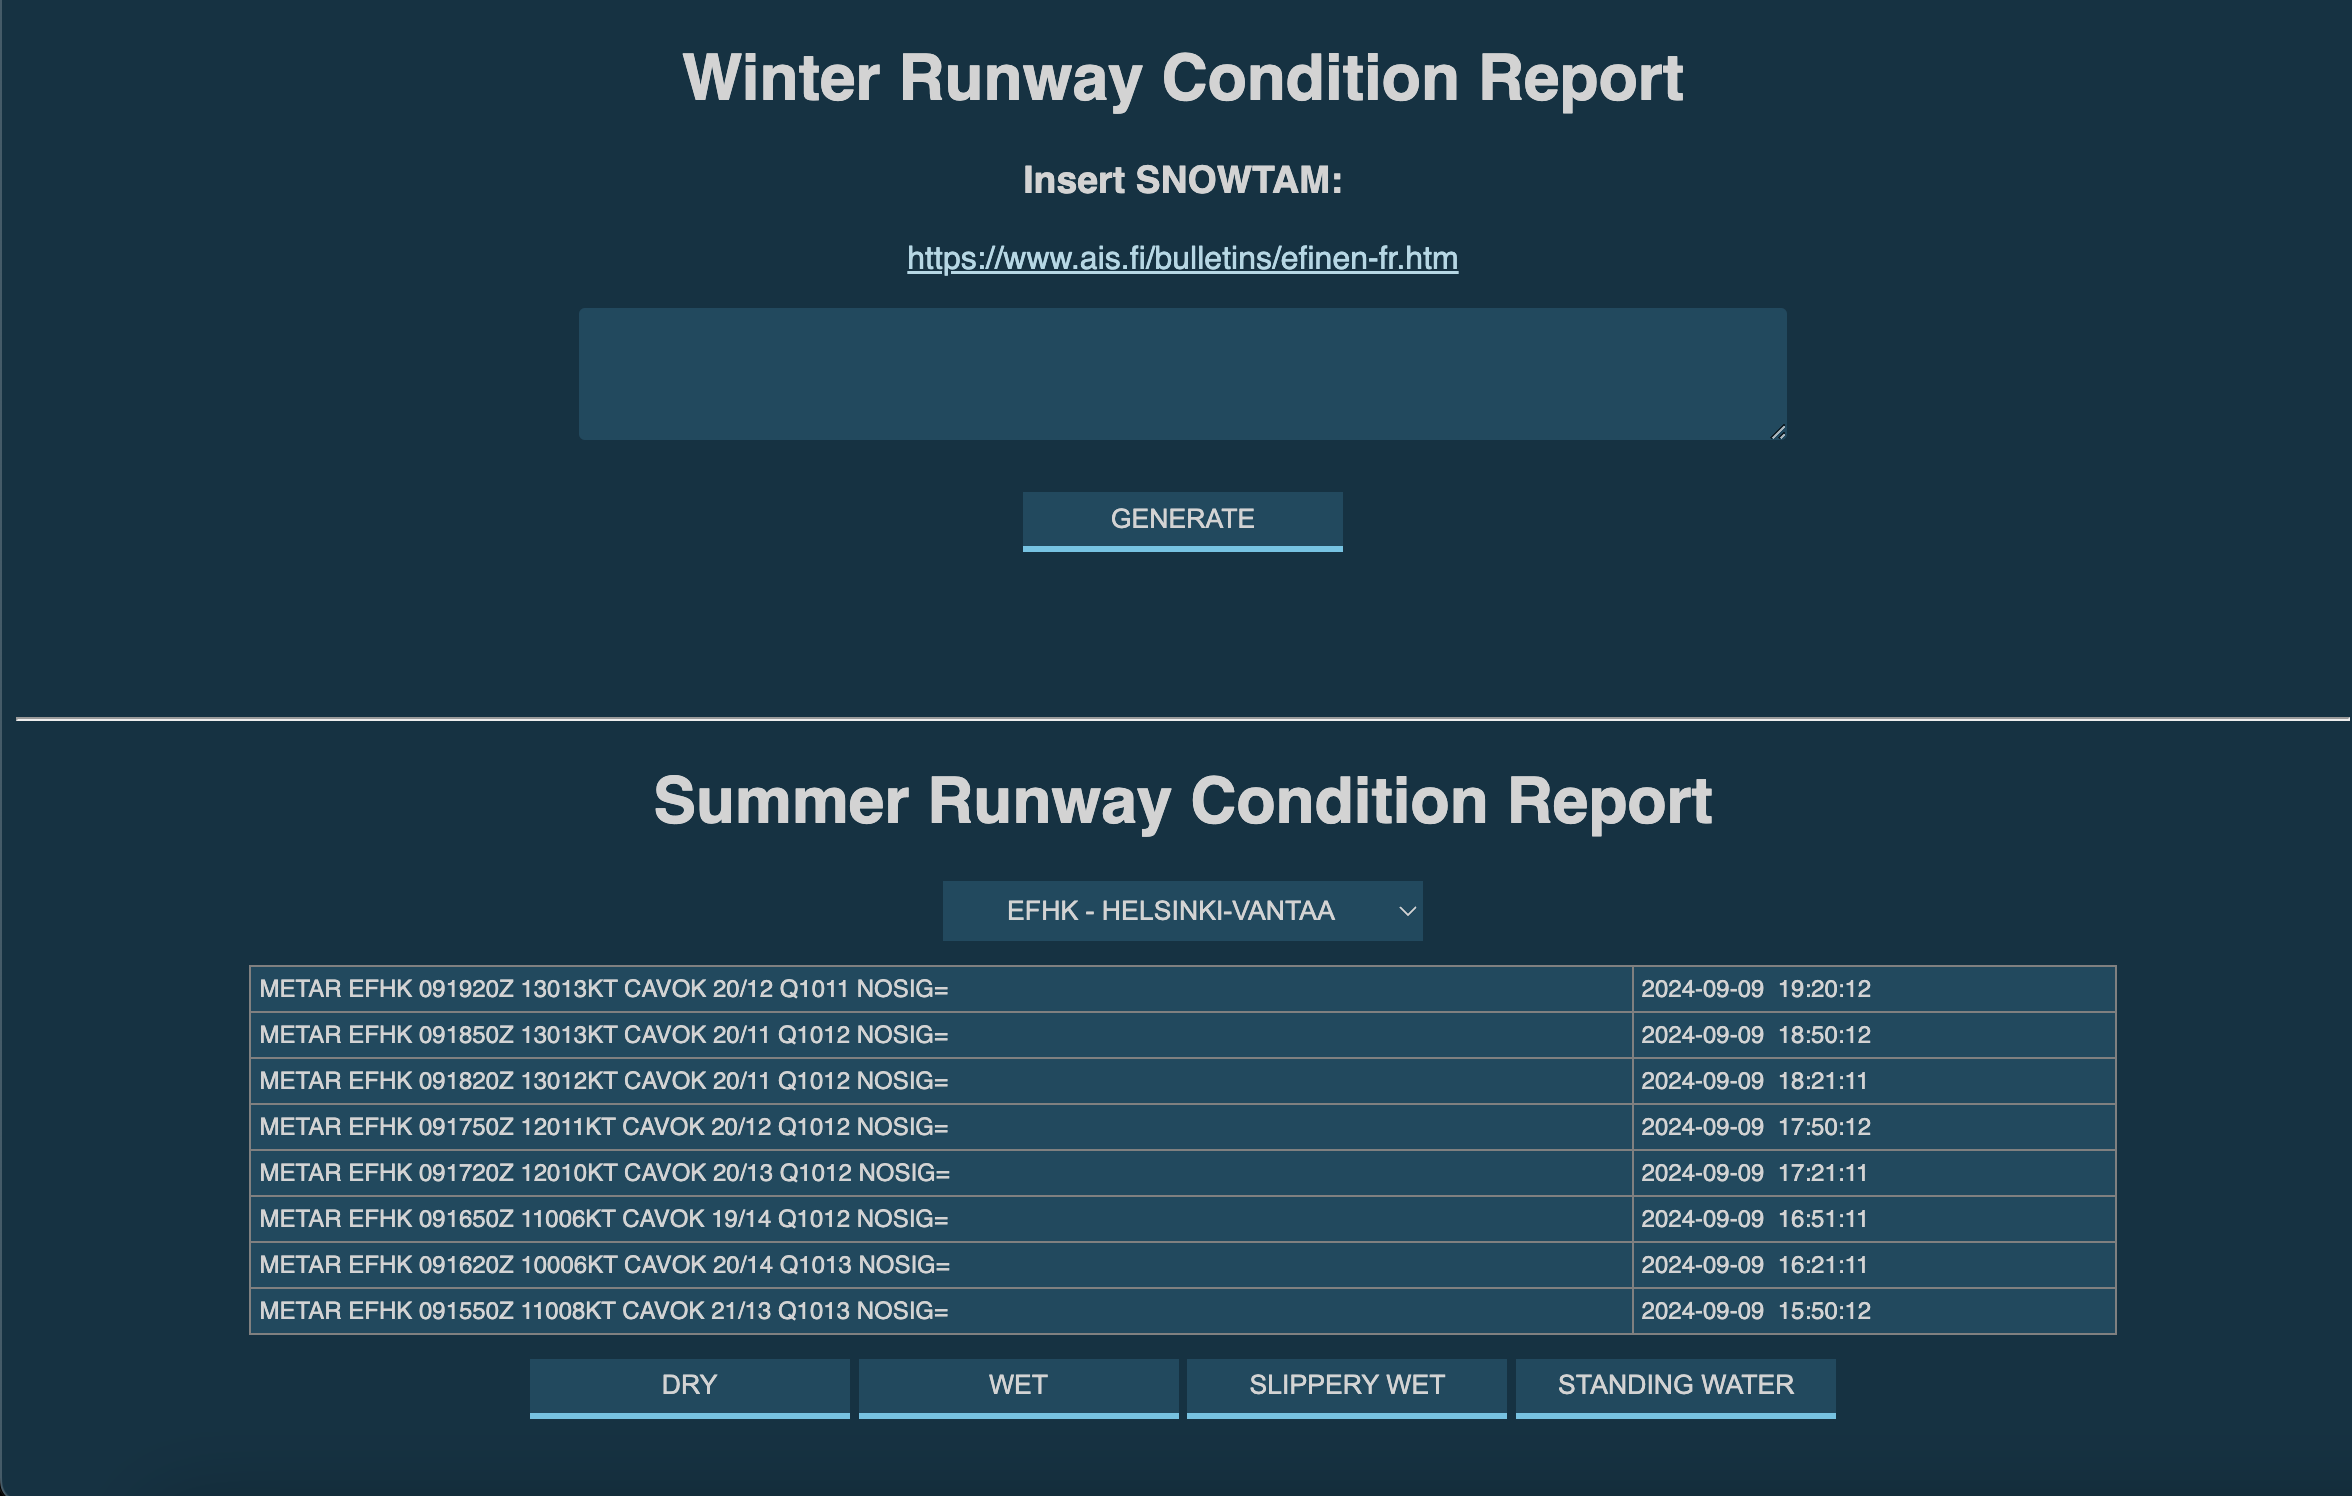 Winter Runway Condition Report
Insert SNOWTAM:
https://www.ais.fi/bulletins/efinen-fr.htm
GENERATE
Summer Runway Condition Report
EFHK - HELSINKI-VANTAA
METAR EFHK 091920Z 13013KT CAVOK 20/12 Q1011 NOSIG= 2024-09-09 19:20:12
METAR EFHK 091850Z 13013KT CAVOK 20/11 Q1012 NOSIG= 2024-09-09 18:50:12
METAR EFHK 091820Z 13012KT CAVOK 20/11 Q1012 NOSIG= 2024-09-09 18:21:11
METAR EFHK 091750Z 12011KT CAVOK 20/12 Q1012 NOSIG= 2024-09-09 17:50:12
METAR EFHK 091720Z 12010KT CAVOK 20/13 Q1012 NOSIG= 2024-09-09 17:21:11
METAR EFHK 091650Z 11006KT CAVOK 19/14 Q1012 NOSIG= 2024-09-09 16:51:11
METAR EFHK 091620Z 10006KT CAVOK 20/14 Q1013 NOSIG= 2024-09-09 16:21:11
METAR EFHK 091550Z 11008KT CAVOK 21/13 Q1013 NOSIG= 2024-09-09 15:50:12
DRY WET SLIPPERY WET STANDING WATER